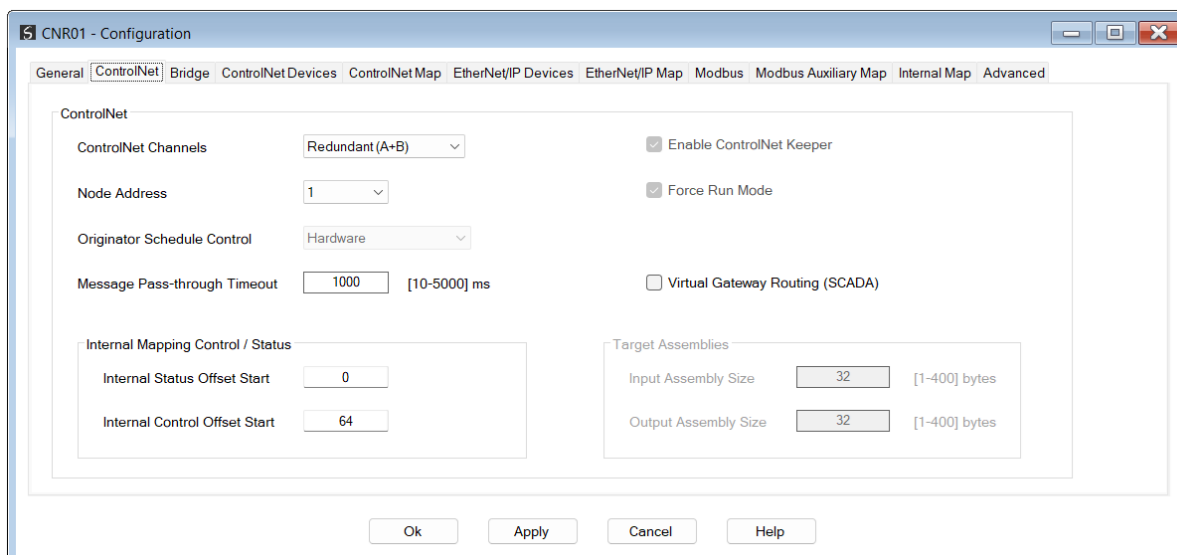 CNR01 - Configuration
General ControlNet Bridge ControlNet Devices ControlNet Map EtherNet/IP Devices EtherNet/IP Map Modbus Modbus Auxiliary Map Internal Map Advanced
ControlNet
ControlNet Channels Redundant (A+B) Enable ControlNet Keeper
Node Address 1 Force Run Mode
Originator Schedule Control Hardware
Message Pass-through Timeout 1000 [10-5000] ms Virtual Gateway Routing (SCADA)
Internal Mapping Control / Status Target Assemblies
Internal Status Offset Start 0 Input Assembly Size 32 [1-400] bytes
Internal Control Offset Start 64 Output Assembly Size 32 [1-400] bytes
Ok Apply Cancel Help